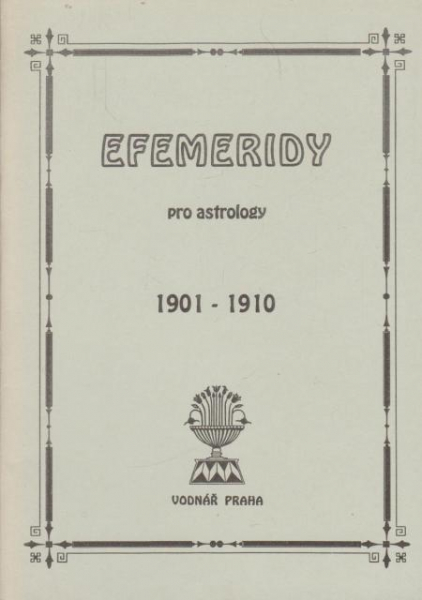 EFEMERIDY
pro astrology
1901 - 1910
VODNÁŘ PRAHA